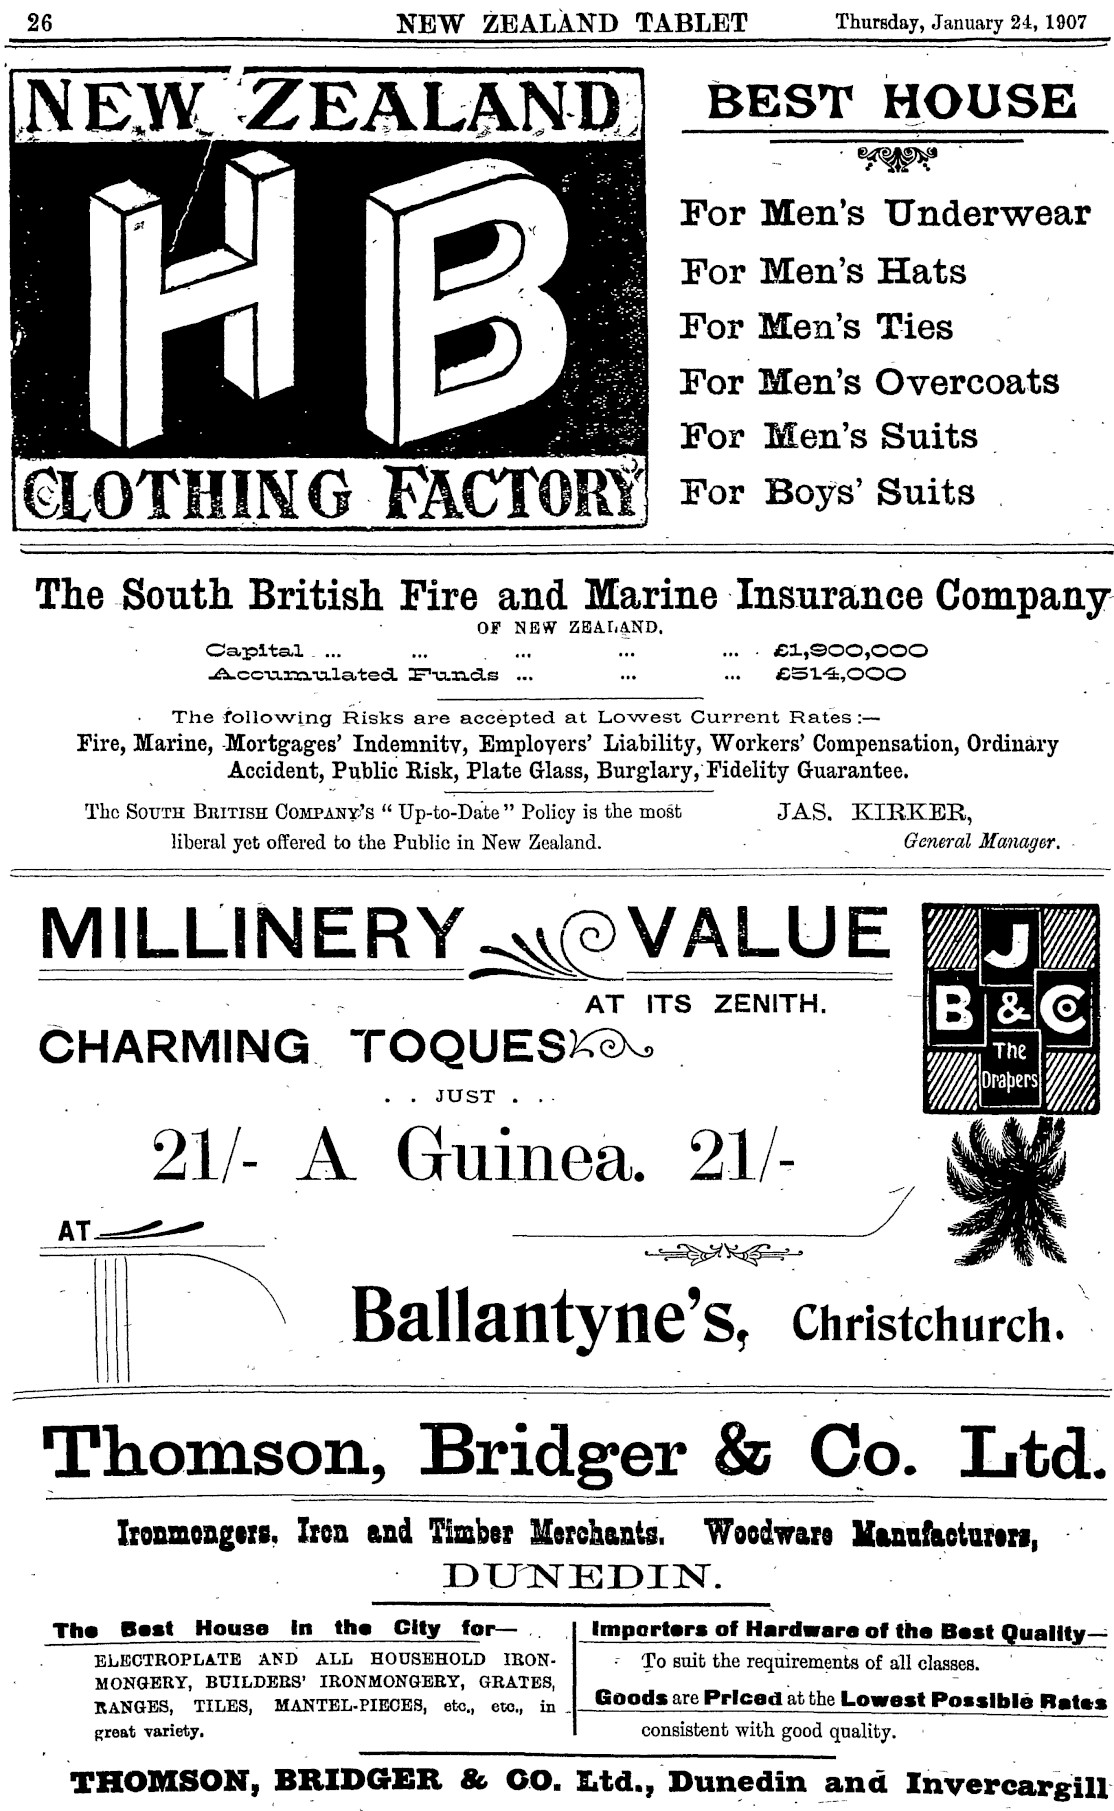 26
NEW ZEALAND TABLET
Thursday, January 24, 1907
NEW ZEALAND
HB
CLOTHING FACTORY
BEST HOUSE
For Men's Underwear
For Men's Hats
For Men's Ties
For Men's Overcoats
For Men's Suits
For Boys' Suits
The South British Fire and Marine Insurance Company
OF NEW ZEALAND.
Capital ... ... ... ... ... £1,900,000
Accumulated Funds ... ... ... £514,000
The following Risks are accepted at Lowest Current Rates:—
Fire, Marine, Mortgages' Indemnity, Employers' Liability, Workers' Compensation, Ordinary
Accident, Public Risk, Plate Glass, Burglary, Fidelity Guarantee.
The SOUTH BRITISH COMPANY'S "Up-to-Date" Policy is the most
liberal yet offered to the Public in New Zealand.
JAS. KIRKER,
General Manager.
MILLINERY VALUE
AT ITS ZENITH.
CHARMING TOQUES
. . JUST . . .
21/- A Guinea. 21/-
AT
J
B & Co
The
Drapers
Ballantyne's, Christchurch.
Thomson, Bridger & Co. Ltd.
Ironmongers, Iron and Timber Merchants. Woodware Manufacturers,
DUNEDIN.
The Best House in the City for—
ELECTROPLATE AND ALL HOUSEHOLD IRON-
MONGERY, BUILDERS' IRONMONGERY, GRATES,
RANGES, TILES, MANTEL-PIECES, etc., etc., in
great variety.
Importers of Hardware of the Best Quality—
To suit the requirements of all classes.
Goods are Priced at the Lowest Possible Rates
consistent with good quality.
THOMSON, BRIDGER & CO. Ltd., Dunedin and Invercargill